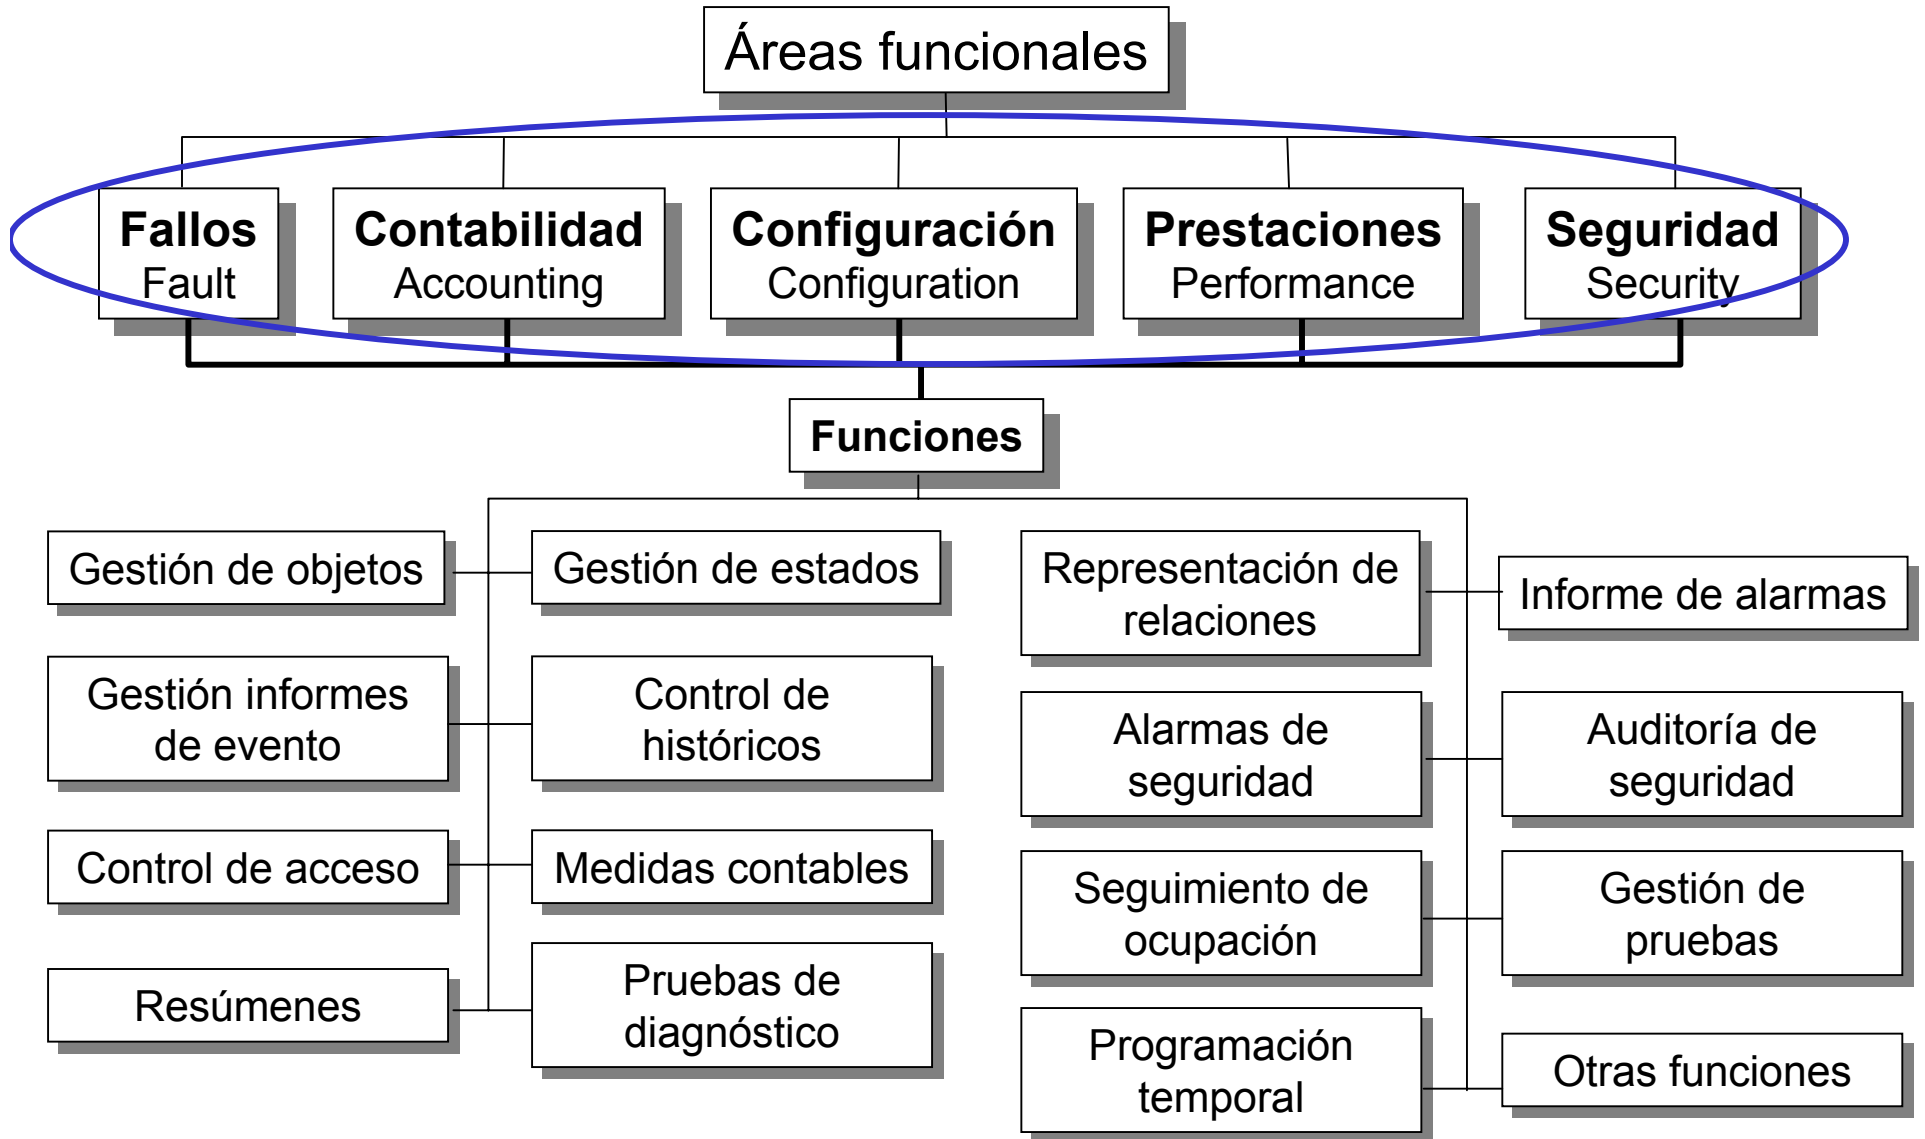 Áreas funcionales
Fallos
Fault
Contabilidad
Accounting
Configuración
Configuration
Prestaciones
Performance
Seguridad
Security
Funciones
Gestión de objetos
Gestión de estados
Gestión informes
de evento
Control de
históricos
Control de acceso
Medidas contables
Resúmenes
Pruebas de
diagnóstico
Representación de
relaciones
Informe de alarmas
Alarmas de
seguridad
Auditoría de
seguridad
Seguimiento de
ocupación
Gestión de
pruebas
Programación
temporal
Otras funciones